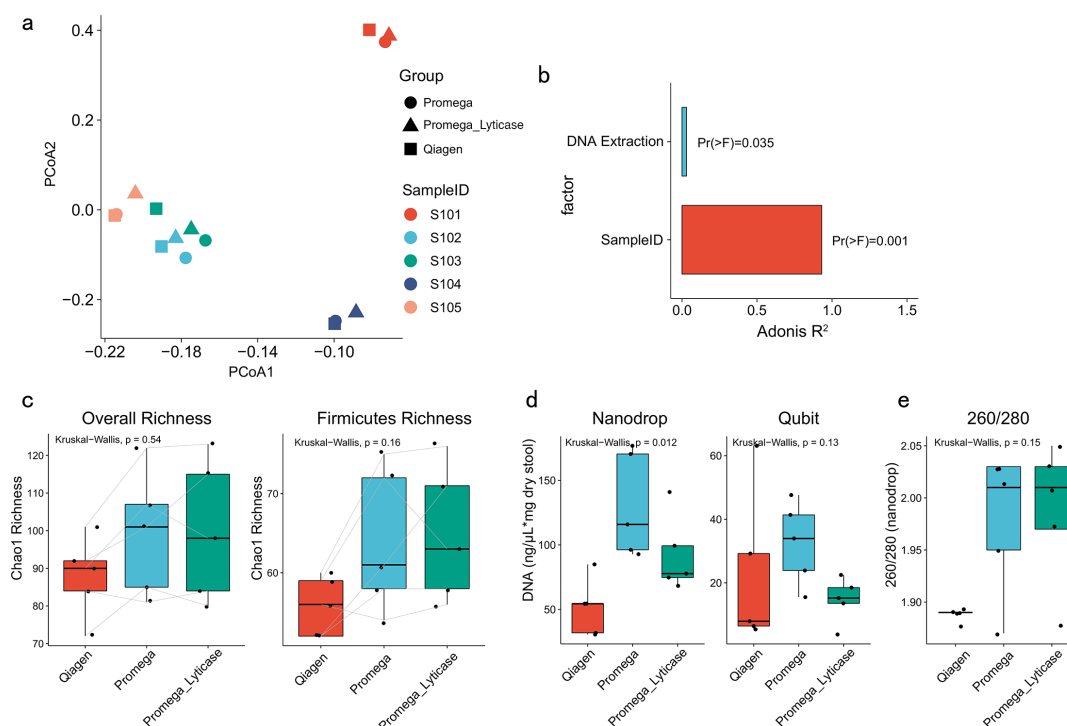 a
0.4
0.2
0.0
−0.2
PCoA2
−0.22
−0.18
−0.14
−0.10
PCoA1
Group
Promega
Promega_Lyticase
Qiagen
SampleID
S101
S102
S103
S104
S105
b
factor
DNA Extraction
Pr(>F)=0.035
SampleID
Pr(>F)=0.001
0.0
0.5
1.0
1.5
Adonis R²
c
Overall Richness
Kruskal−Wallis, p = 0.54
Chao1 Richness
120
110
100
90
80
70
Qiagen
Promega
Promega_Lyticase
Firmicutes Richness
Kruskal−Wallis, p = 0.16
Chao1 Richness
70
60
Qiagen
Promega
Promega_Lyticase
d
Nanodrop
Kruskal−Wallis, p = 0.012
DNA (ng/µL*mg dry stool)
150
100
50
Qiagen
Promega
Promega_Lyticase
Qubit
Kruskal−Wallis, p = 0.13
60
40
20
Qiagen
Promega
Promega_Lyticase
e
260/280
Kruskal−Wallis, p = 0.15
260/280 (nanodrop)
2.05
2.00
1.95
1.90
Qiagen
Promega
Promega_Lyticase